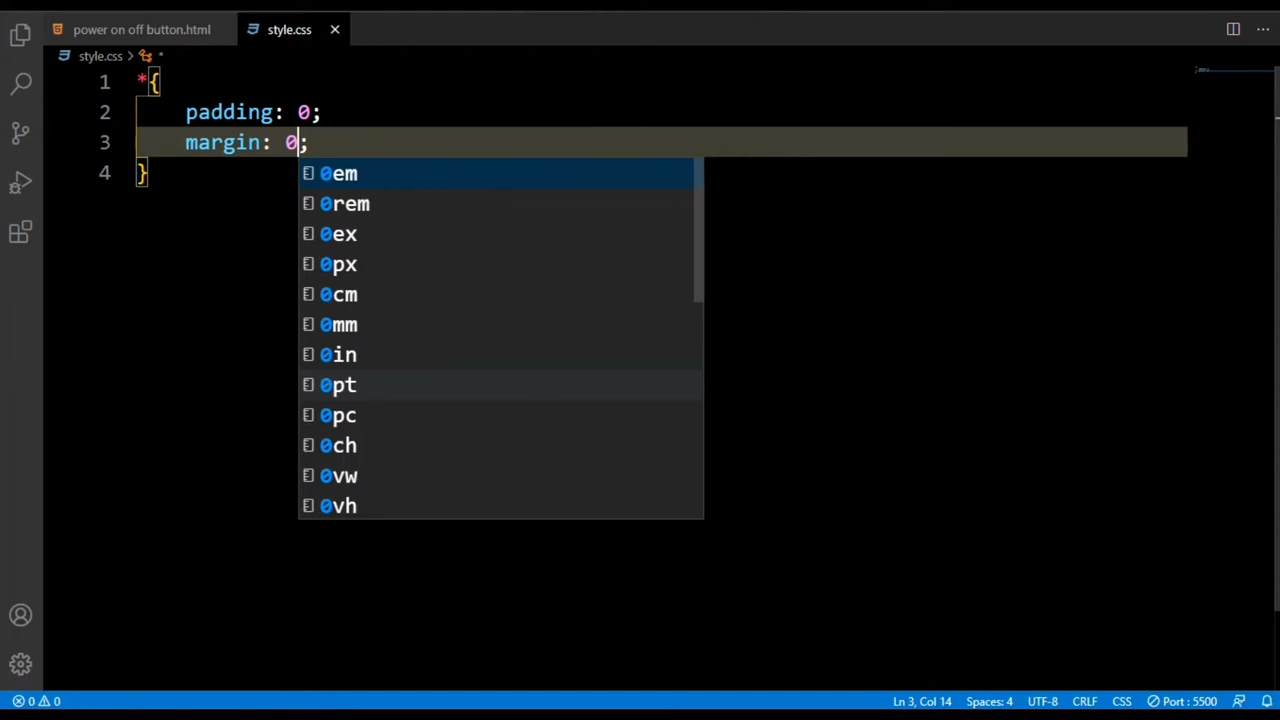 power on off button.html
style.css
style.css > *
1 *{
2 padding: 0;
3 margin: 0;
4 }
0em
0rem
0ex
0px
0cm
0mm
0in
0pt
0pc
0ch
0vw
0vh
0 0 Ln 3, Col 14 Spaces: 4 UTF-8 CRLF CSS Port : 5500